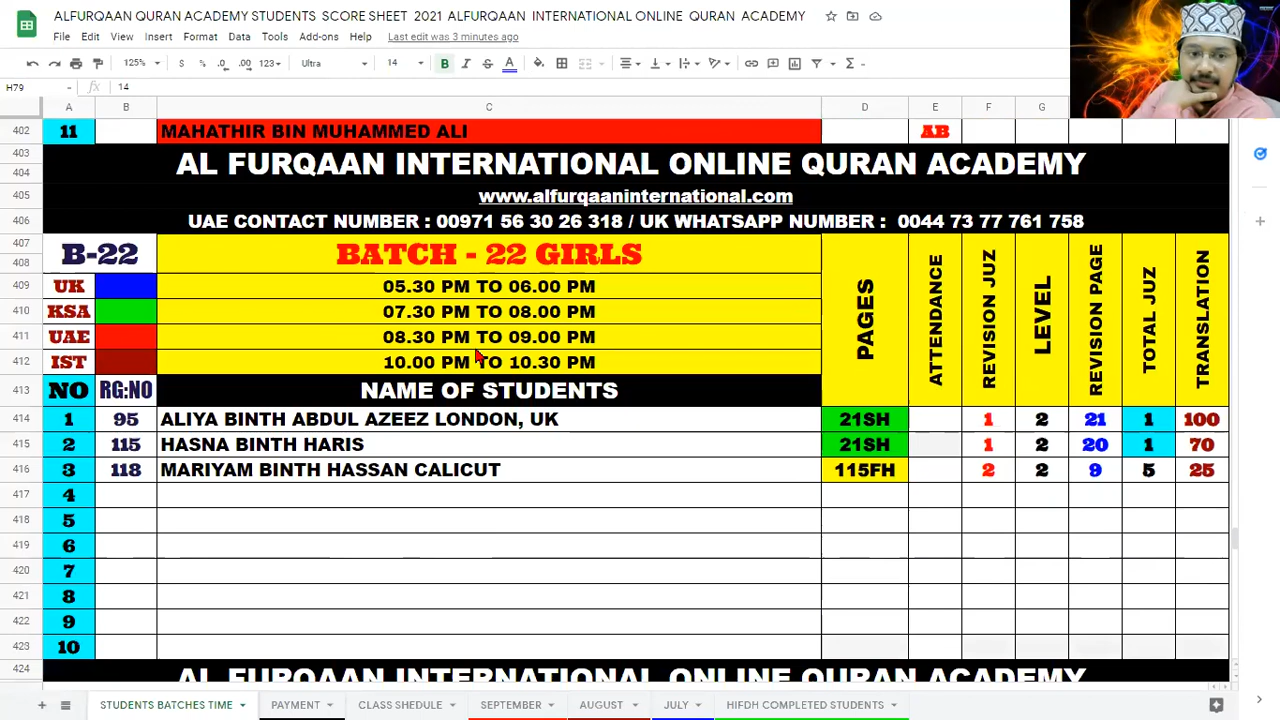 ALFURQAAN QURAN ACADEMY STUDENTS SCORE SHEET 2021 ALFURQAAN INTERNATIONAL ONLINE QURAN ACADEMY
File Edit View Insert Format Data Tools Add-ons Help Last edit was 3 minutes ago
125% $ % .0 .00 123 Ultra 14 B I S A
H79 fx 14
A B C D E F G
402 11 MAHATHIR BIN MUHAMMED ALI AB
403 AL FURQAAN INTERNATIONAL ONLINE QURAN ACADEMY
404
405 www.alfurqaaninternational.com
406 UAE CONTACT NUMBER : 00971 56 30 26 318 / UK WHATSAPP NUMBER : 0044 73 77 761 758
407 B-22 BATCH - 22 GIRLS PAGES ATTENDANCE REVISION JUZ LEVEL REVISION PAGE TOTAL JUZ TRANSLATION
408
409 UK 05.30 PM TO 06.00 PM
410 KSA 07.30 PM TO 08.00 PM
411 UAE 08.30 PM TO 09.00 PM
412 IST 10.00 PM TO 10.30 PM
413 NO RG:NO NAME OF STUDENTS
414 1 95 ALIYA BINTH ABDUL AZEEZ LONDON, UK 21SH 1 2 21 1 100
415 2 115 HASNA BINTH HARIS 21SH 1 2 20 1 70
416 3 118 MARIYAM BINTH HASSAN CALICUT 115FH 2 2 9 5 25
417 4
418 5
419 6
420 7
421 8
422 9
423 10
424 AL FURQAAN INTERNATIONAL ONLINE QURAN ACADEMY
STUDENTS BATCHES TIME PAYMENT CLASS SHEDULE SEPTEMBER AUGUST JULY HIFDH COMPLETED STUDENTS